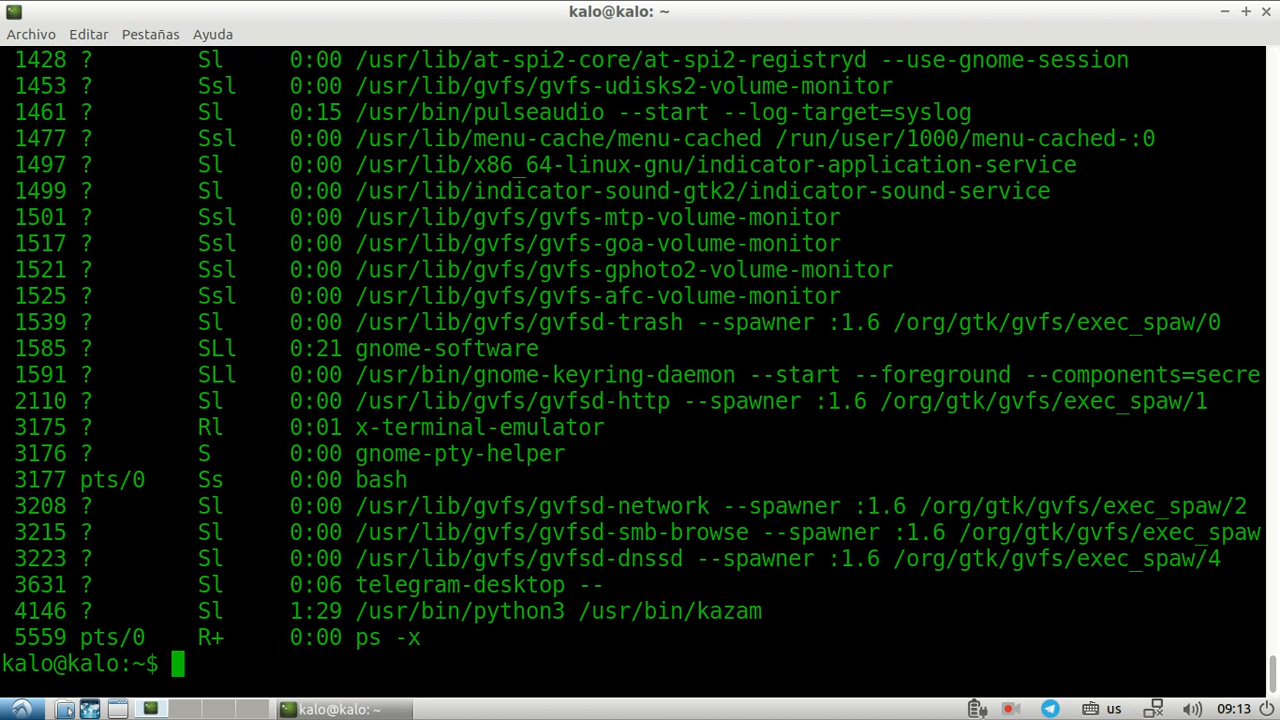 kalo@kalo: ~
Archivo Editar Pestañas Ayuda
1428 ? Sl 0:00 /usr/lib/at-spi2-core/at-spi2-registryd --use-gnome-session
1453 ? Ssl 0:00 /usr/lib/gvfs/gvfs-udisks2-volume-monitor
1461 ? Sl 0:15 /usr/bin/pulseaudio --start --log-target=syslog
1477 ? Ssl 0:00 /usr/lib/menu-cache/menu-cached /run/user/1000/menu-cached-:0
1497 ? Sl 0:00 /usr/lib/x86_64-linux-gnu/indicator-application-service
1499 ? Sl 0:00 /usr/lib/indicator-sound-gtk2/indicator-sound-service
1501 ? Ssl 0:00 /usr/lib/gvfs/gvfs-mtp-volume-monitor
1517 ? Ssl 0:00 /usr/lib/gvfs/gvfs-goa-volume-monitor
1521 ? Ssl 0:00 /usr/lib/gvfs/gvfs-gphoto2-volume-monitor
1525 ? Ssl 0:00 /usr/lib/gvfs/gvfs-afc-volume-monitor
1539 ? Sl 0:00 /usr/lib/gvfs/gvfsd-trash --spawner :1.6 /org/gtk/gvfs/exec_spaw/0
1585 ? SLl 0:21 gnome-software
1591 ? SLl 0:00 /usr/bin/gnome-keyring-daemon --start --foreground --components=secre
2110 ? Sl 0:00 /usr/lib/gvfs/gvfsd-http --spawner :1.6 /org/gtk/gvfs/exec_spaw/1
3175 ? Rl 0:01 x-terminal-emulator
3176 ? S 0:00 gnome-pty-helper
3177 pts/0 Ss 0:00 bash
3208 ? Sl 0:00 /usr/lib/gvfs/gvfsd-network --spawner :1.6 /org/gtk/gvfs/exec_spaw/2
3215 ? Sl 0:00 /usr/lib/gvfs/gvfsd-smb-browse --spawner :1.6 /org/gtk/gvfs/exec_spaw
3223 ? Sl 0:00 /usr/lib/gvfs/gvfsd-dnssd --spawner :1.6 /org/gtk/gvfs/exec_spaw/4
3631 ? Sl 0:06 telegram-desktop --
4146 ? Sl 1:29 /usr/bin/python3 /usr/bin/kazam
5559 pts/0 R+ 0:00 ps -x
kalo@kalo:~$
kalo@kalo: ~ us 09:13